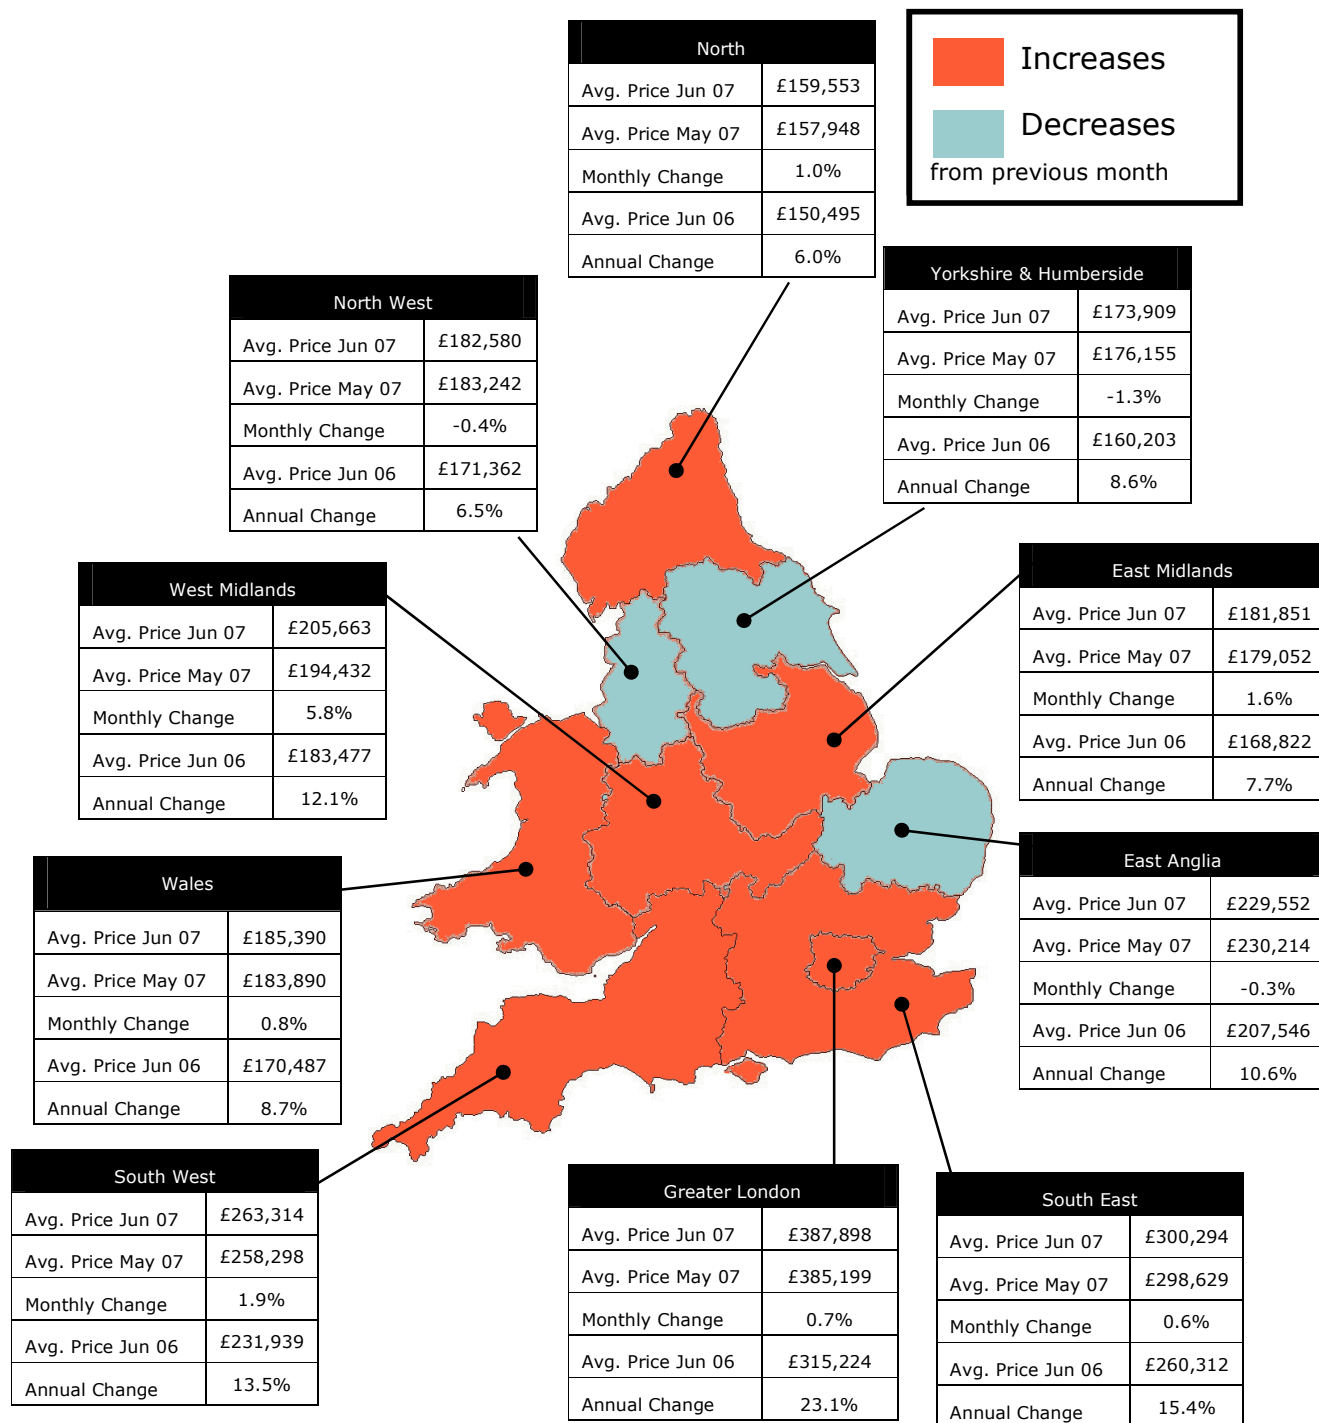 North
Avg. Price Jun 07 £159,553
Avg. Price May 07 £157,948
Monthly Change 1.0%
Avg. Price Jun 06 £150,495
Annual Change 6.0%
Increases
Decreases
from previous month
Yorkshire & Humberside
Avg. Price Jun 07 £173,909
Avg. Price May 07 £176,155
Monthly Change -1.3%
Avg. Price Jun 06 £160,203
Annual Change 8.6%
North West
Avg. Price Jun 07 £182,580
Avg. Price May 07 £183,242
Monthly Change -0.4%
Avg. Price Jun 06 £171,362
Annual Change 6.5%
West Midlands
Avg. Price Jun 07 £205,663
Avg. Price May 07 £194,432
Monthly Change 5.8%
Avg. Price Jun 06 £183,477
Annual Change 12.1%
East Midlands
Avg. Price Jun 07 £181,851
Avg. Price May 07 £179,052
Monthly Change 1.6%
Avg. Price Jun 06 £168,822
Annual Change 7.7%
Wales
Avg. Price Jun 07 £185,390
Avg. Price May 07 £183,890
Monthly Change 0.8%
Avg. Price Jun 06 £170,487
Annual Change 8.7%
East Anglia
Avg. Price Jun 07 £229,552
Avg. Price May 07 £230,214
Monthly Change -0.3%
Avg. Price Jun 06 £207,546
Annual Change 10.6%
South West
Avg. Price Jun 07 £263,314
Avg. Price May 07 £258,298
Monthly Change 1.9%
Avg. Price Jun 06 £231,939
Annual Change 13.5%
Greater London
Avg. Price Jun 07 £387,898
Avg. Price May 07 £385,199
Monthly Change 0.7%
Avg. Price Jun 06 £315,224
Annual Change 23.1%
South East
Avg. Price Jun 07 £300,294
Avg. Price May 07 £298,629
Monthly Change 0.6%
Avg. Price Jun 06 £260,312
Annual Change 15.4%